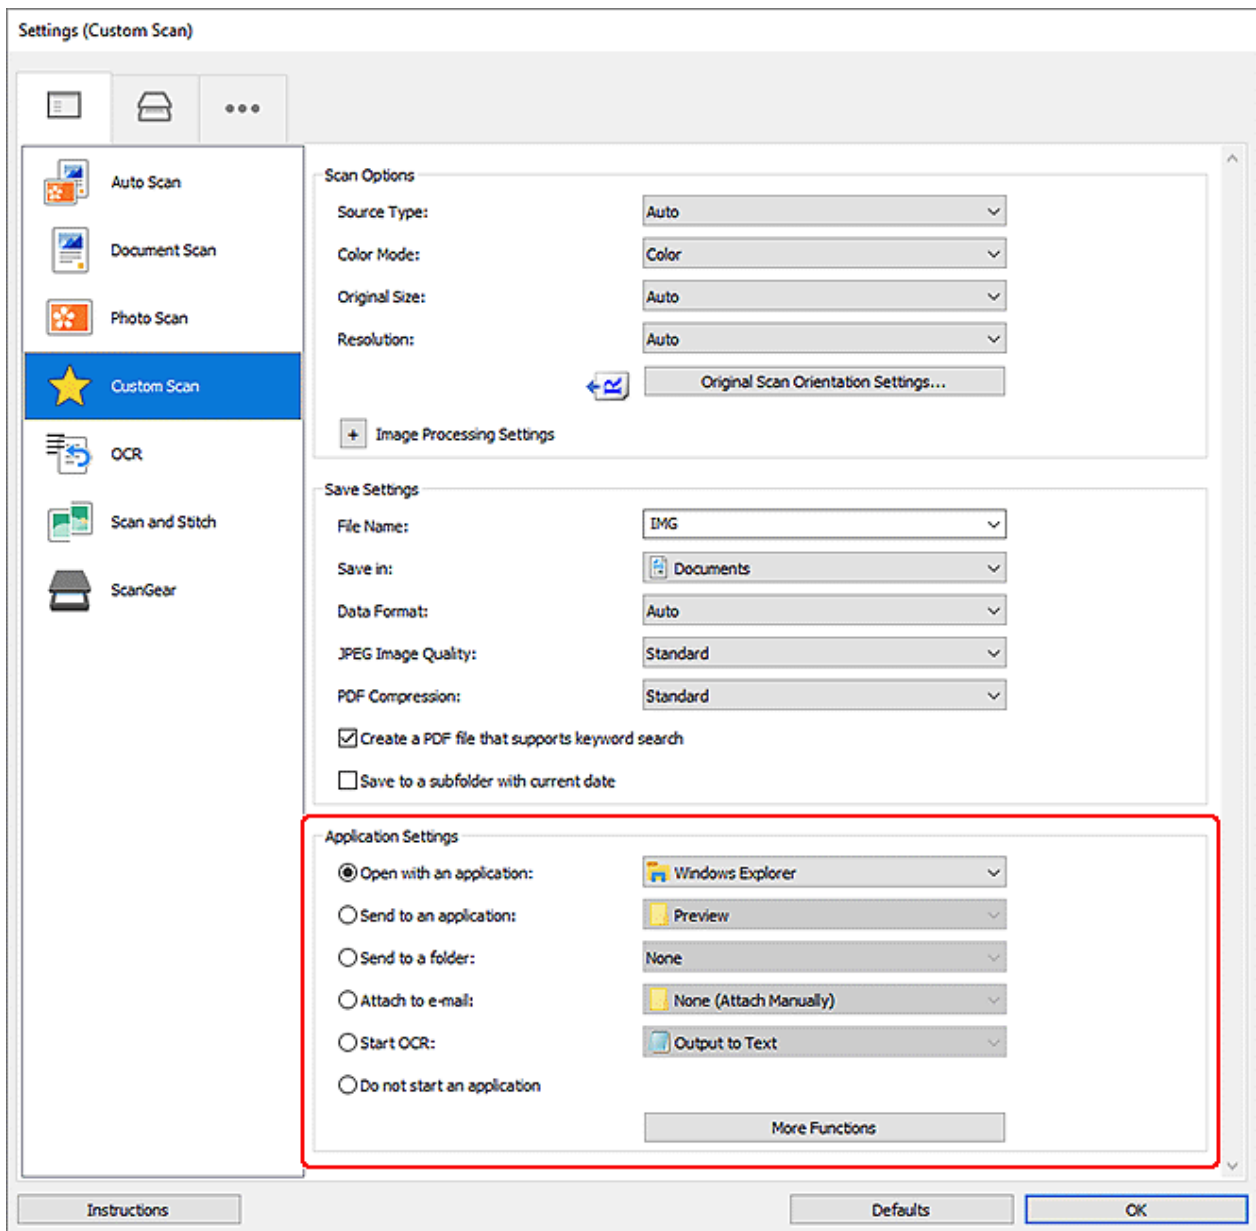 Settings (Custom Scan)
Auto Scan
Document Scan
Photo Scan
Custom Scan
OCR
Scan and Stitch
ScanGear
Scan Options
Source Type: Auto
Color Mode: Color
Original Size: Auto
Resolution: Auto
R Original Scan Orientation Settings...
+ Image Processing Settings
Save Settings
File Name: IMG
Save in: Documents
Data Format: Auto
JPEG Image Quality: Standard
PDF Compression: Standard
Create a PDF file that supports keyword search
Save to a subfolder with current date
Application Settings
Open with an application: Windows Explorer
Send to an application: Preview
Send to a folder: None
Attach to e-mail: None (Attach Manually)
Start OCR: Output to Text
Do not start an application
More Functions
Instructions Defaults OK